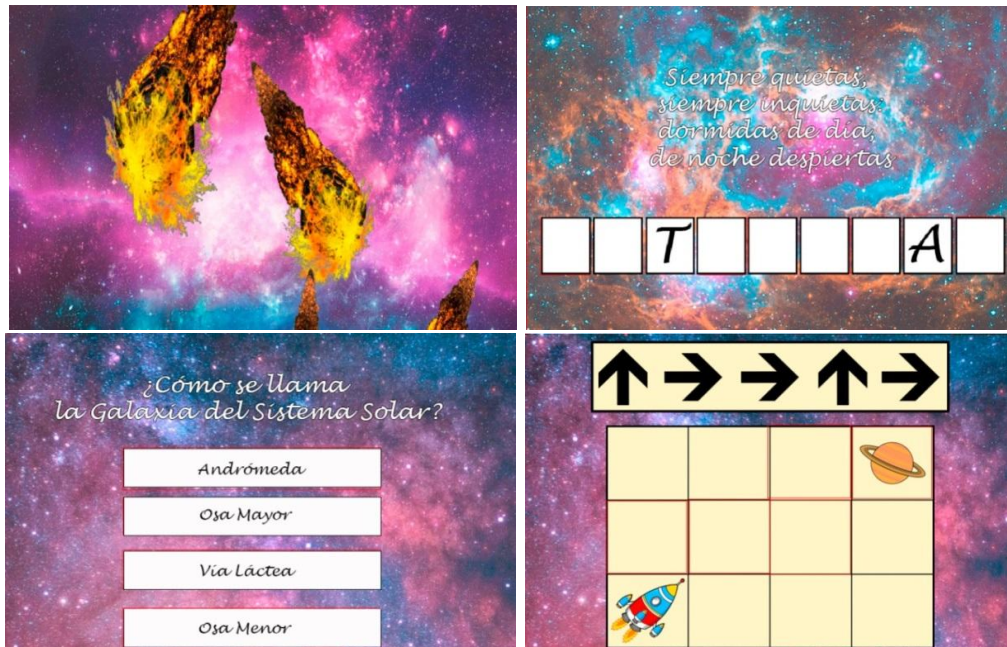 Siempre quietas,
siempre inquietas:
dormidas de día,
de noche despiertas
T A
¿Cómo se llama
la Galaxia del Sistema Solar?
Andrómeda
Osa Mayor
Vía Láctea
Osa Menor